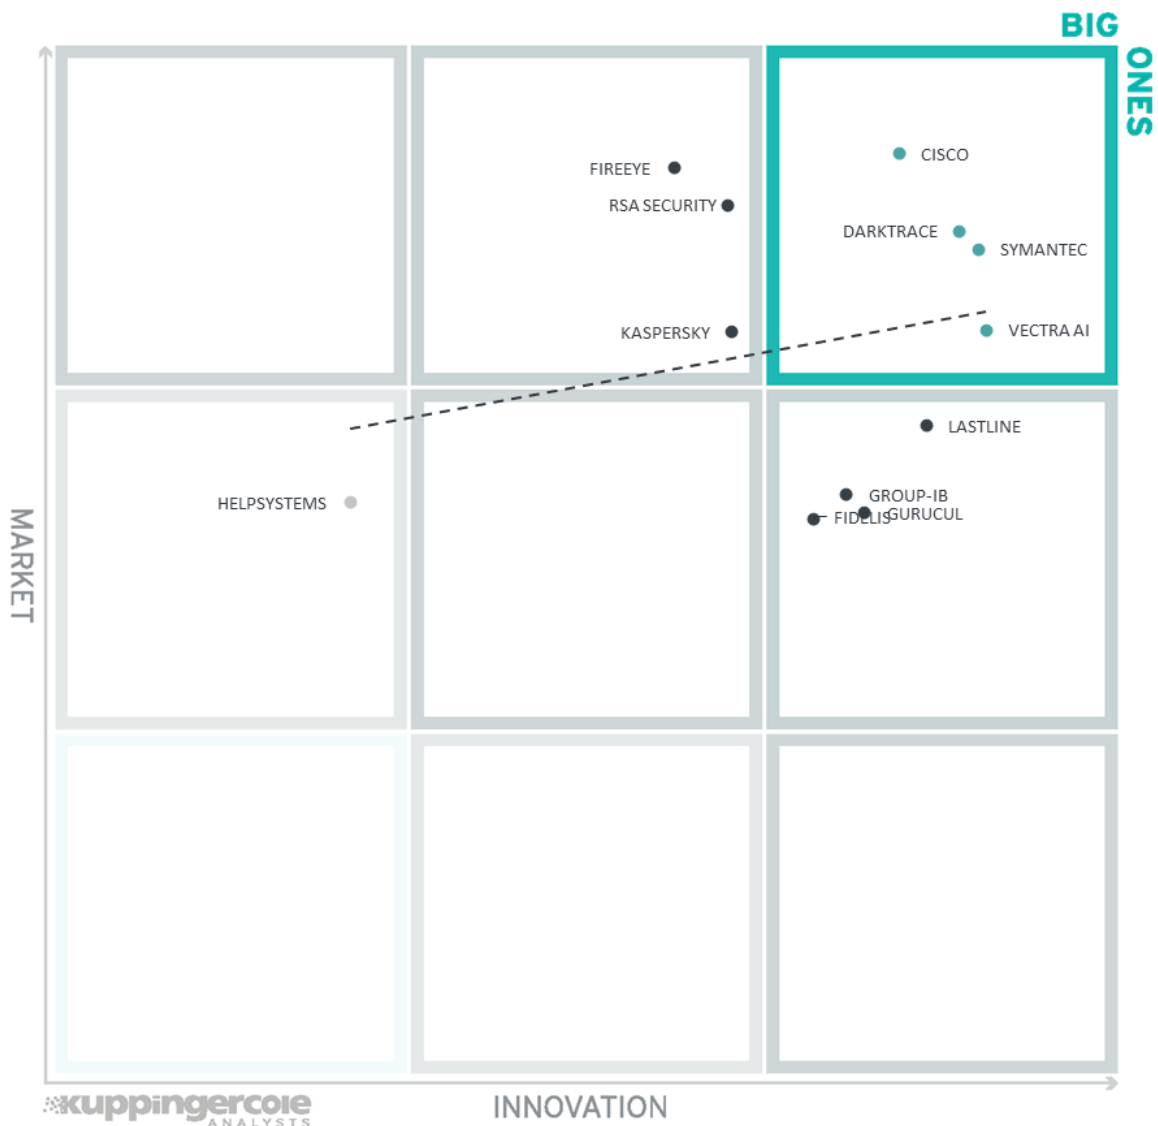 BIG
ONES
CISCO
FIREEYE
RSA SECURITY
DARKTRACE
SYMANTEC
KASPERSKY
VECTRA AI
LASTLINE
HELPSYSTEMS
GROUP-IB
FIDELIS
GURUCUL
MARKET
INNOVATION
kuppingercole
ANALYSTS